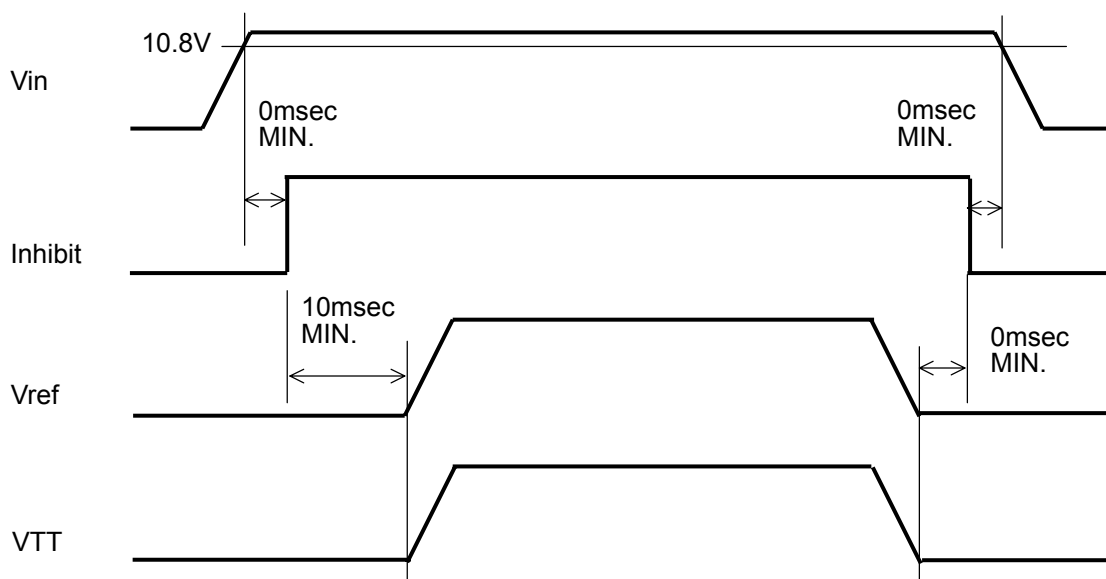 10.8V
Vin
0msec
MIN.
0msec
MIN.
Inhibit
10msec
MIN.
0msec
MIN.
Vref
VTT